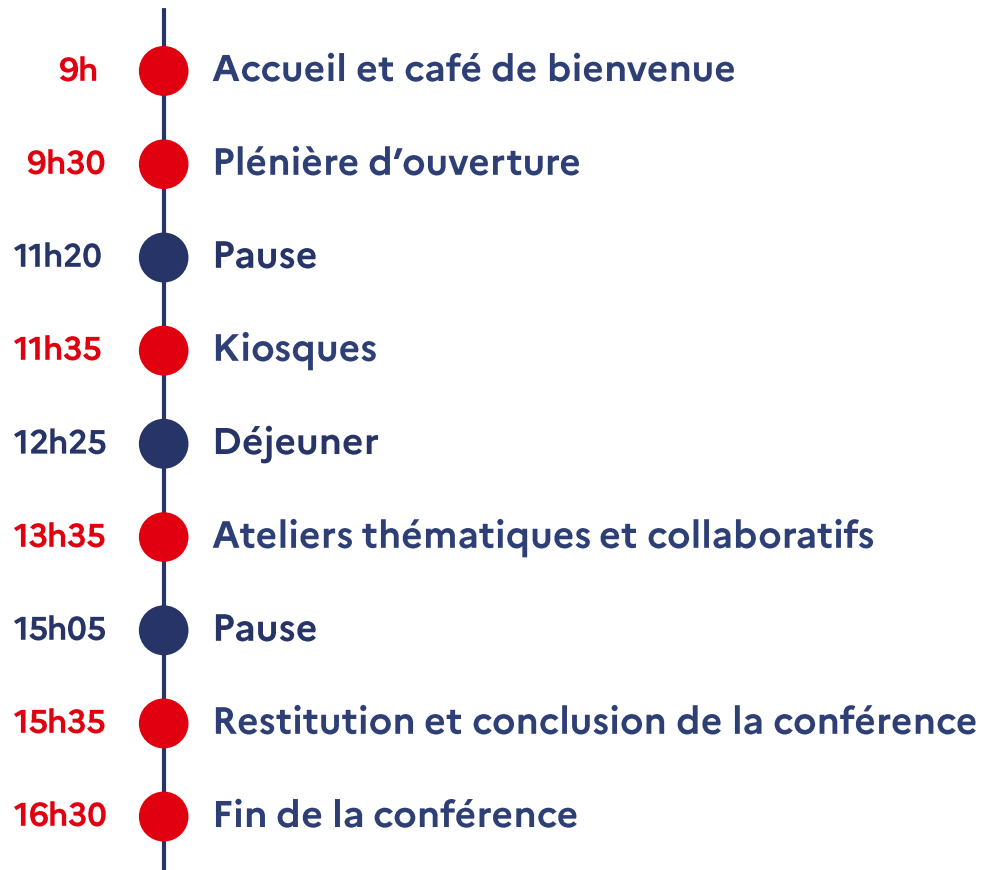 9h Accueil et café de bienvenue
9h30 Plénière d’ouverture
11h20 Pause
11h35 Kiosques
12h25 Déjeuner
13h35 Ateliers thématiques et collaboratifs
15h05 Pause
15h35 Restitution et conclusion de la conférence
16h30 Fin de la conférence